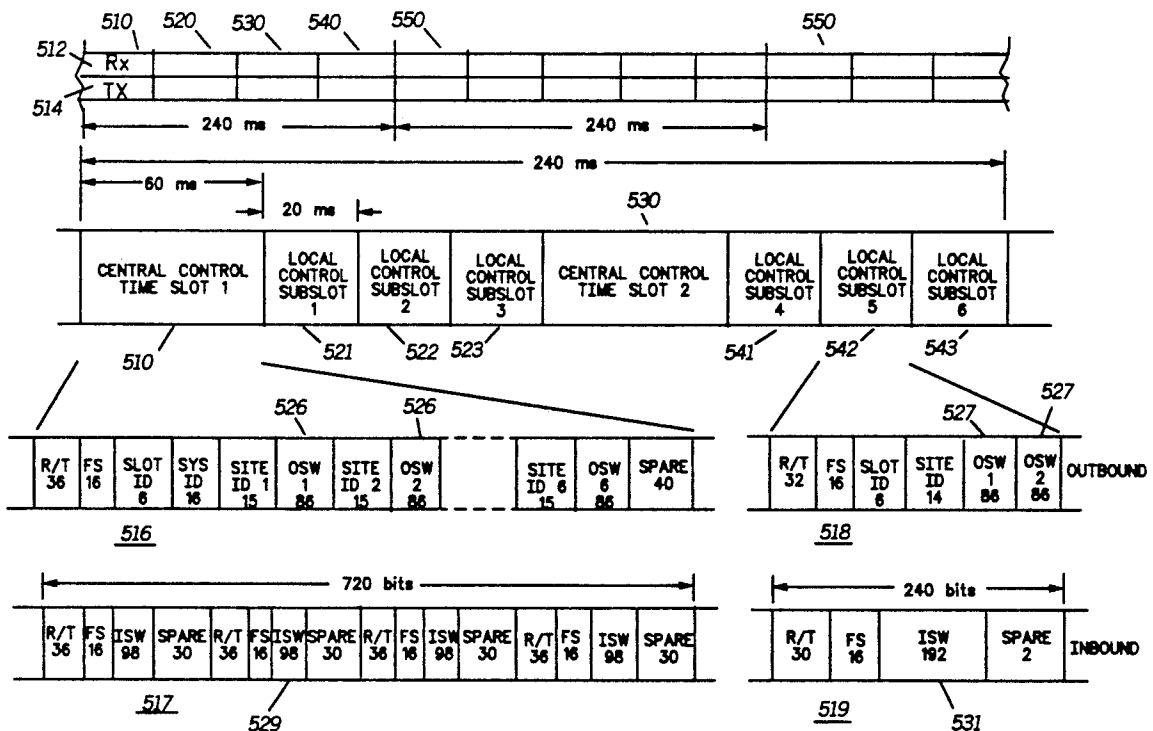 510 520 530 540 550 550
512 Rx
514 TX
240 ms 240 ms
240 ms
60 ms
20 ms 530
CENTRAL CONTROL TIME SLOT 1
LOCAL CONTROL SUBSLOT 1
LOCAL CONTROL SUBSLOT 2
LOCAL CONTROL SUBSLOT 3
CENTRAL CONTROL TIME SLOT 2
LOCAL CONTROL SUBSLOT 4
LOCAL CONTROL SUBSLOT 5
LOCAL CONTROL SUBSLOT 6
510 521 522 523 541 542 543
526 526 527 527
R/T 36
FS 16
SLOT ID 6
SYS ID 16
SITE ID 1 15
OSW 1 86
SITE ID 2 15
OSW 2 86
SITE ID 6 15
OSW 6 86
SPARE 40
R/T 32
FS 16
SLOT ID 6
SITE ID 14
OSW 1 86
OSW 2 86
OUTBOUND
516 518
720 bits 240 bits
R/T 36
FS 16
ISW 98
SPARE 30
R/T 36
FS 16
ISW 98
SPARE 30
R/T 36
FS 16
ISW 98
SPARE 30
R/T 36
FS 16
ISW 98
SPARE 30
R/T 30
FS 16
ISW 192
SPARE 2
INBOUND
517 529 519 531